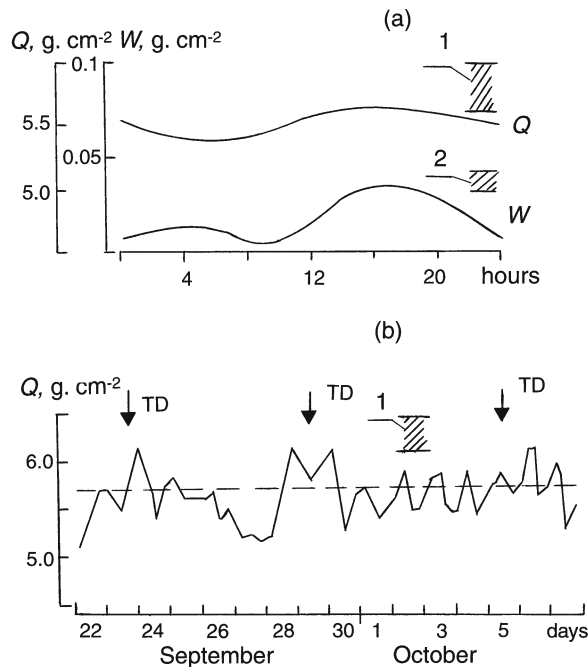 (a)
Q, g. cm-2 W, g. cm-2
0.1
1
5.5
Q
0.05
2
5.0
W
4 12 20 hours
(b)
Q, g. cm-2
TD TD 1 TD
6.0
5.0
22 24 26 28 30 1 3 5 days
September October